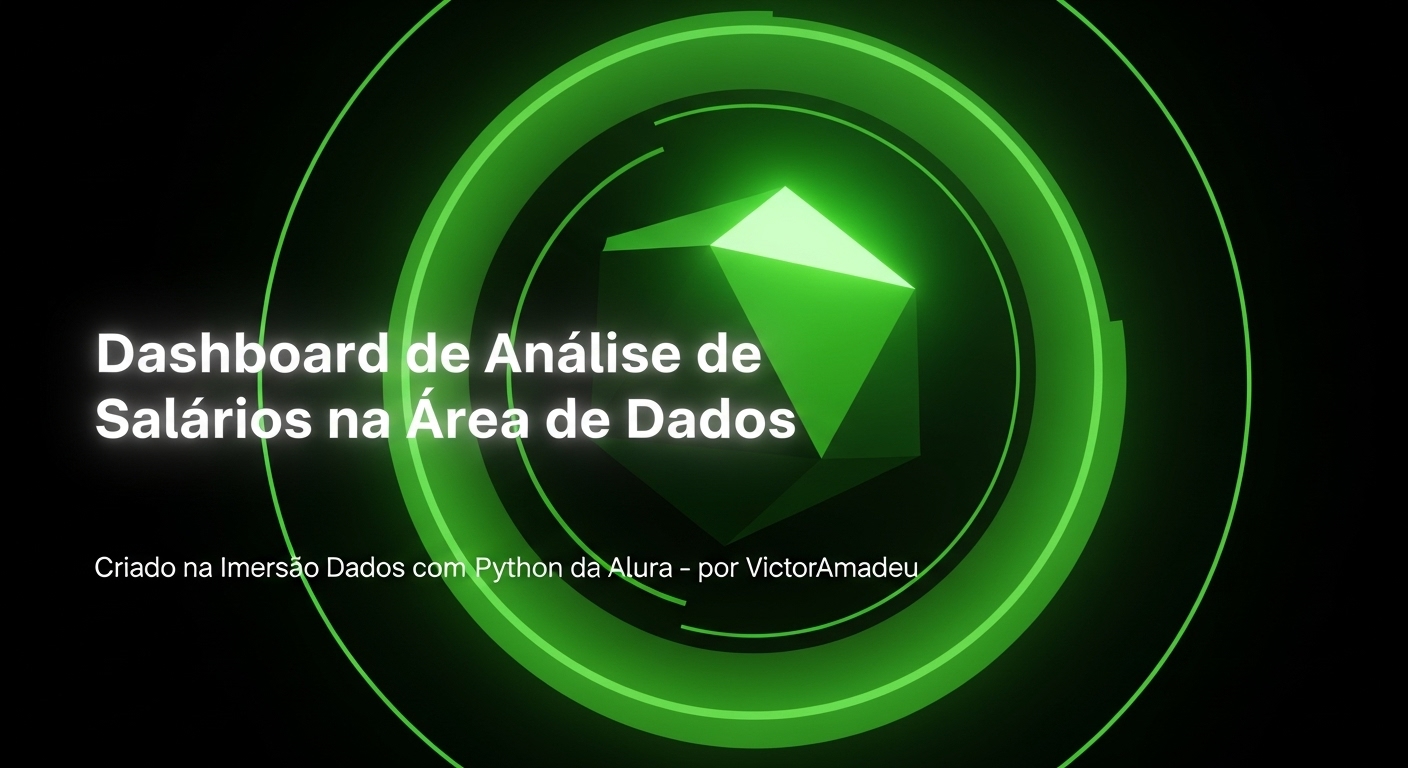 Dashboard de Análise de
Salários na Área de Dados
Criado na Imersão Dados com Python da Alura - por VictorAmadeu